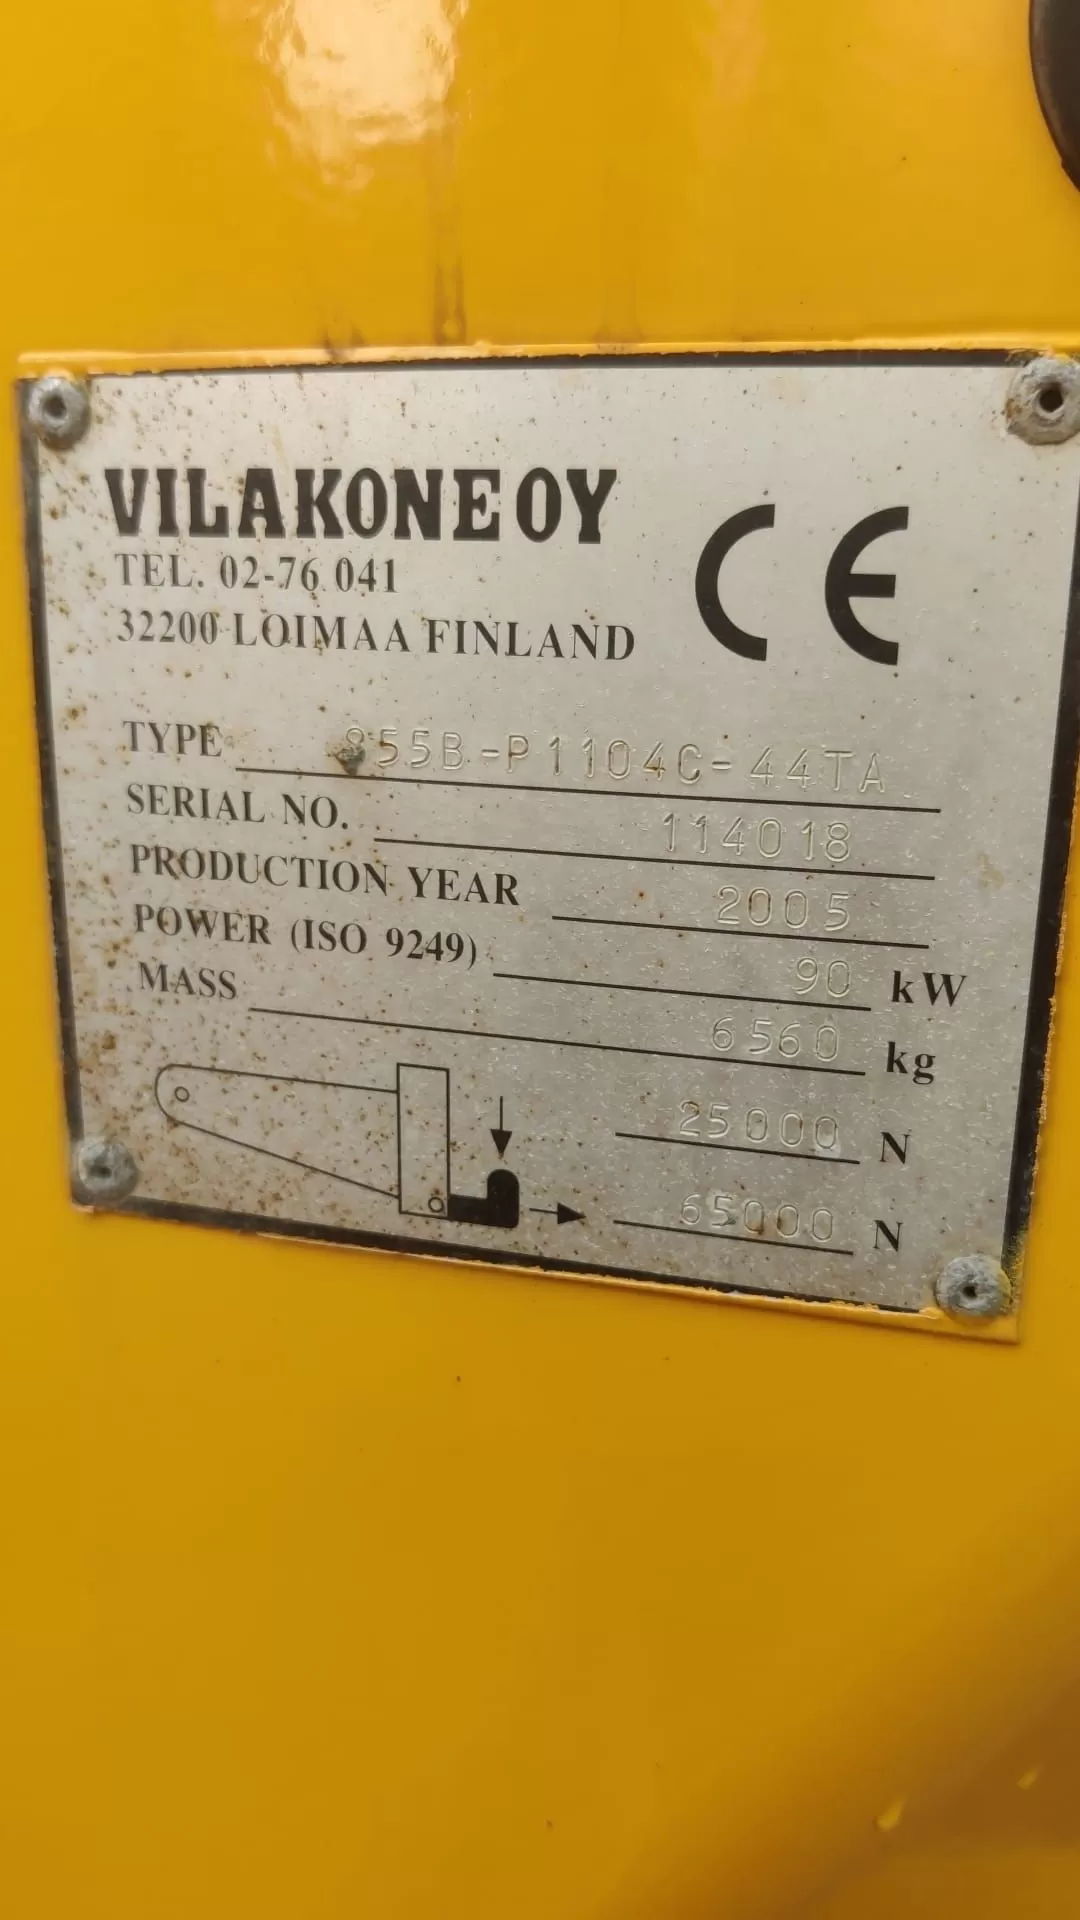 VILAKONE OY
TEL. 02-76 041
32200 LOIMAA FINLAND
CE
TYPE 855B-P1104C-44TA
SERIAL NO. 114018
PRODUCTION YEAR 2005
POWER (ISO 9249) 90 kW
MASS 6560 kg
25000 N
65000 N